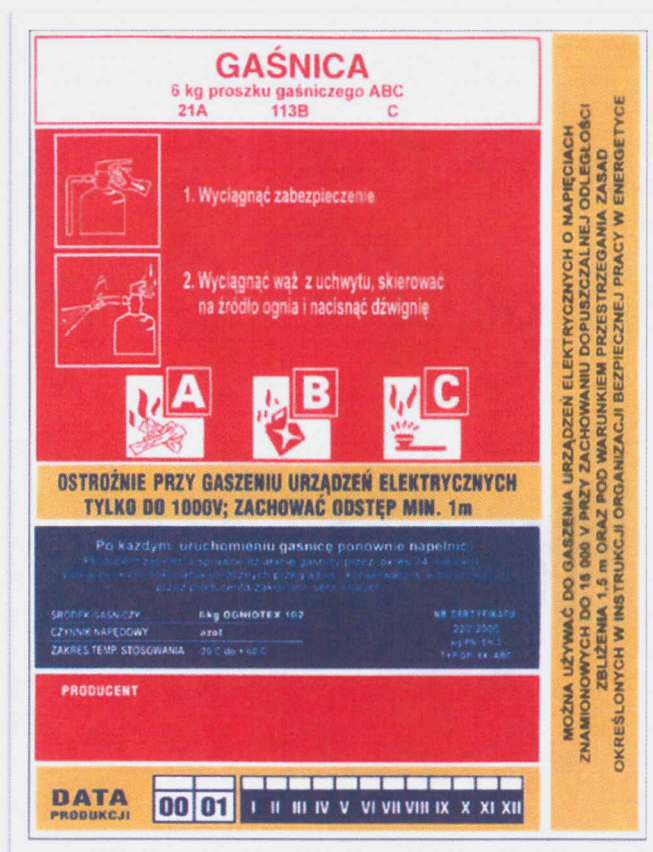 GAŚNICA
6 kg proszku gaśniczego ABC
21A 113B C
1. Wyciągnąć zabezpieczenie
2. Wyciągnąć wąż z uchwytu, skierować
na źródło ognia i nacisnąć dźwignię
A B C
OSTROŻNIE PRZY GASZENIU URZĄDZEŃ ELEKTRYCZNYCH
TYLKO DO 1000V; ZACHOWAĆ ODSTĘP MIN. 1m
Po każdym uruchomieniu gaśnicę ponownie napełnić
ŚRODEK GAŚNICZY 6kg OGNIOTEX 102
CZYNNIK NAPĘDOWY azot
ZAKRES TEMP. STOSOWANIA
NR CERTYFIKATU
PRODUCENT
DATA
PRODUKCJI
00 01 I II III IV V VI VII VIII IX X XI XII
MOŻNA UŻYWAĆ DO GASZENIA URZĄDZEŃ ELEKTRYCZNYCH O NAPIĘCIACH
ZNAMIONOWYCH DO 15 000 V PRZY ZACHOWANIU DOPUSZCZALNEJ ODLEGŁOŚCI
ZBLIŻENIA 1,5 m ORAZ POD WARUNKIEM PRZESTRZEGANIA ZASAD
OKREŚLONYCH W INSTRUKCJI ORGANIZACJI BEZPIECZNEJ PRACY W ENERGETYCE